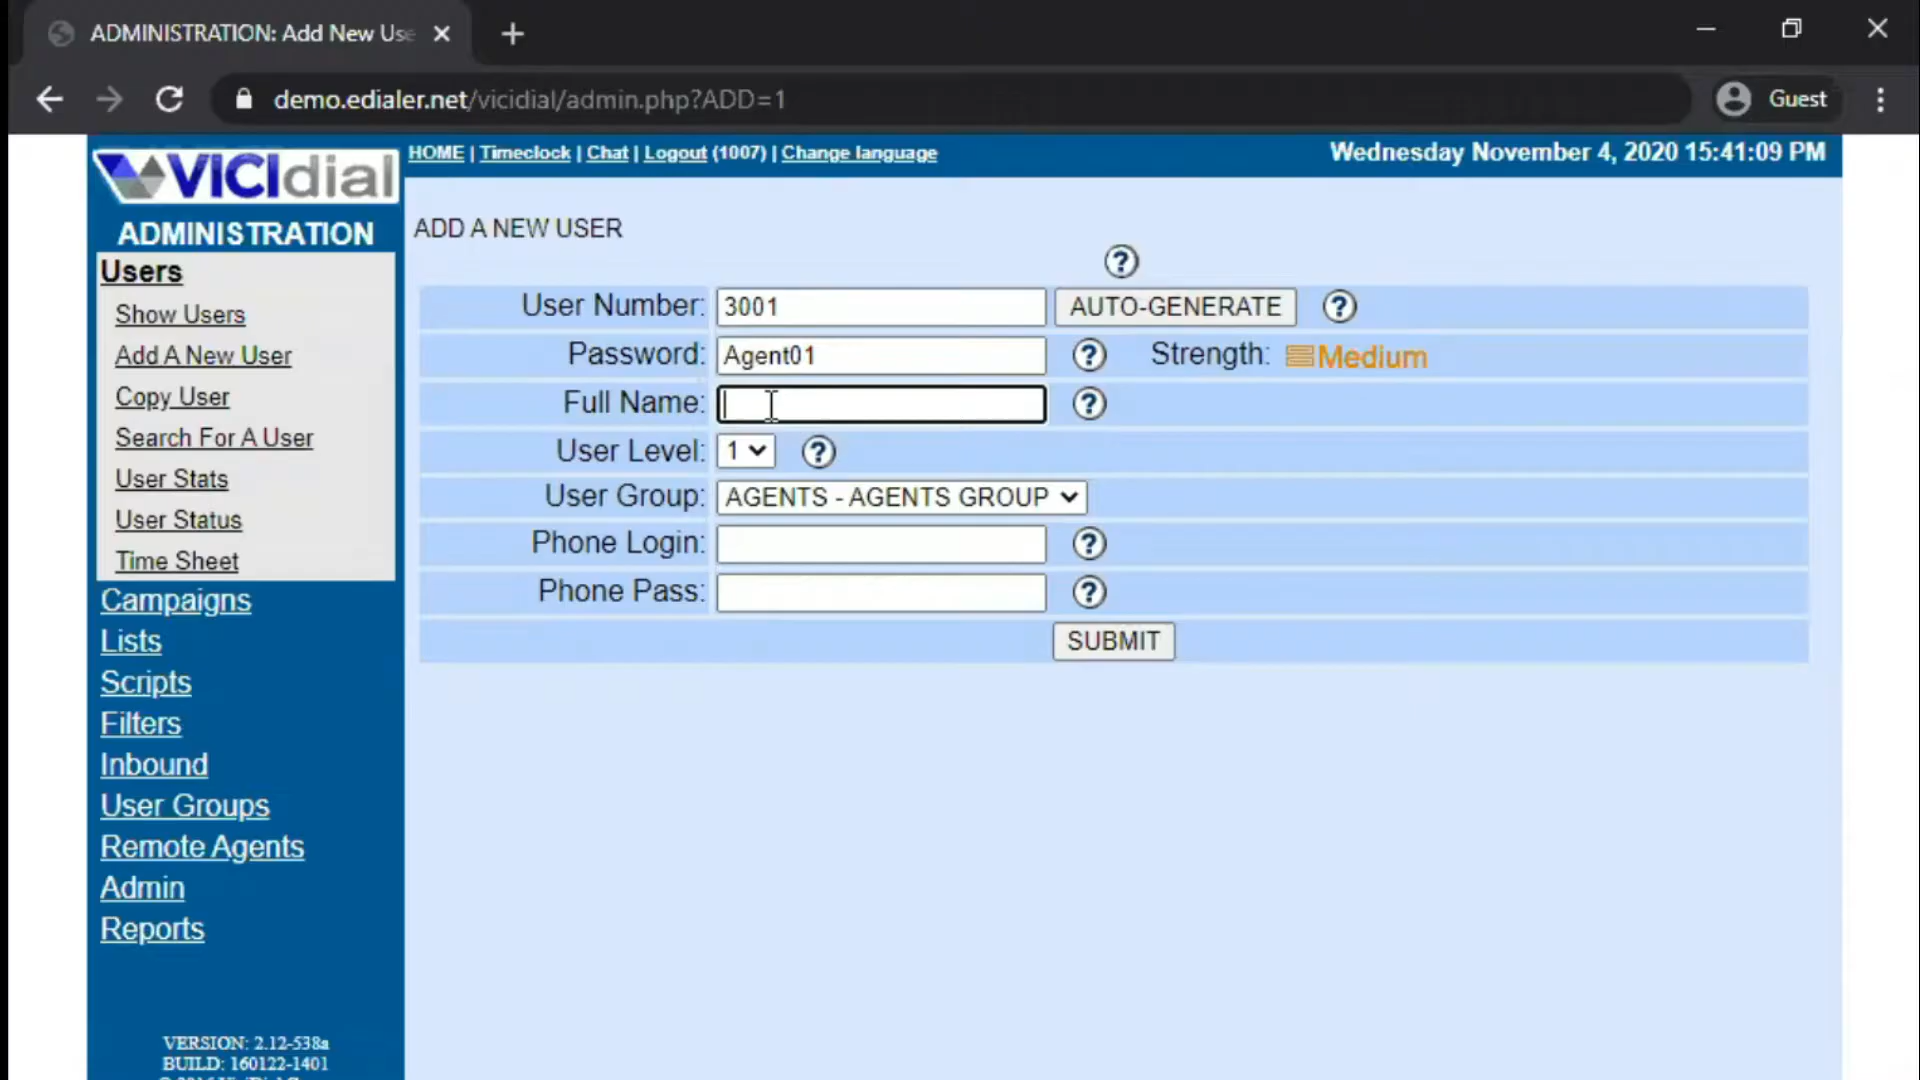 ADMINISTRATION: Add New Use
demo.edialer.net/vicidial/admin.php?ADD=1
Guest
VICIdial
HOME | Timeclock | Chat | Logout (1007) | Change language
Wednesday November 4, 2020 15:41:09 PM
ADMINISTRATION
Users
Show Users
Add A New User
Copy User
Search For A User
User Stats
User Status
Time Sheet
Campaigns
Lists
Scripts
Filters
Inbound
User Groups
Remote Agents
Admin
Reports
VERSION: 2.12-538a
BUILD: 160122-1401
ADD A NEW USER
User Number: 3001 AUTO-GENERATE
Password: Agent01 Strength: Medium
Full Name:
User Level: 1
User Group: AGENTS - AGENTS GROUP
Phone Login:
Phone Pass:
SUBMIT